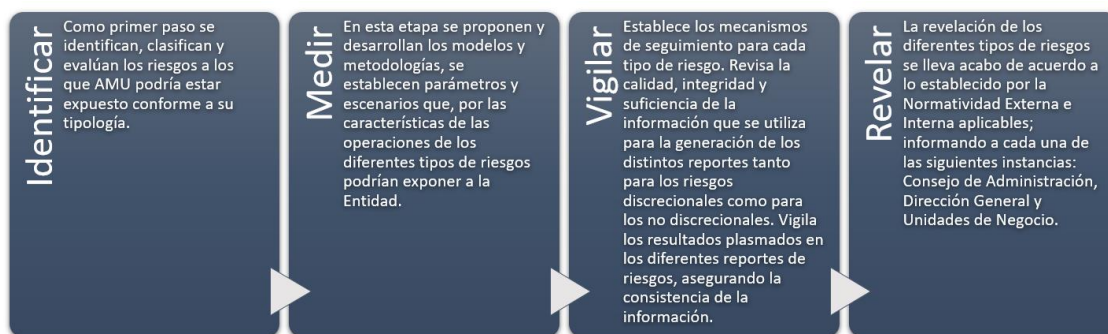 Identificar
Como primer paso se
identifican, clasifican y
evalúan los riesgos a los
que AMU podría estar
expuesto conforme a su
tipología.
Medir
En esta etapa se proponen y
desarrollan los modelos y
metodologías, se
establecen parámetros y
escenarios que, por las
características de las
operaciones de los
diferentes tipos de riesgos
podrían exponer a la
Entidad.
Vigilar
Establece los mecanismos
de seguimiento para cada
tipo de riesgo. Revisa la
calidad, integridad y
suficiencia de la
información que se utiliza
para la generación de los
distintos reportes tanto
para los riesgos
discrecionales como para
los no discrecionales. Vigila
los resultados plasmados en
los diferentes reportes de
riesgos, asegurando la
consistencia de la
información.
Revelar
La revelación de los
diferentes tipos de riesgos
se lleva acabo de acuerdo a
lo establecido por la
Normatividad Externa e
Interna aplicables;
informando a cada una de
las siguientes instancias:
Consejo de Administración,
Dirección General y
Unidades de Negocio.